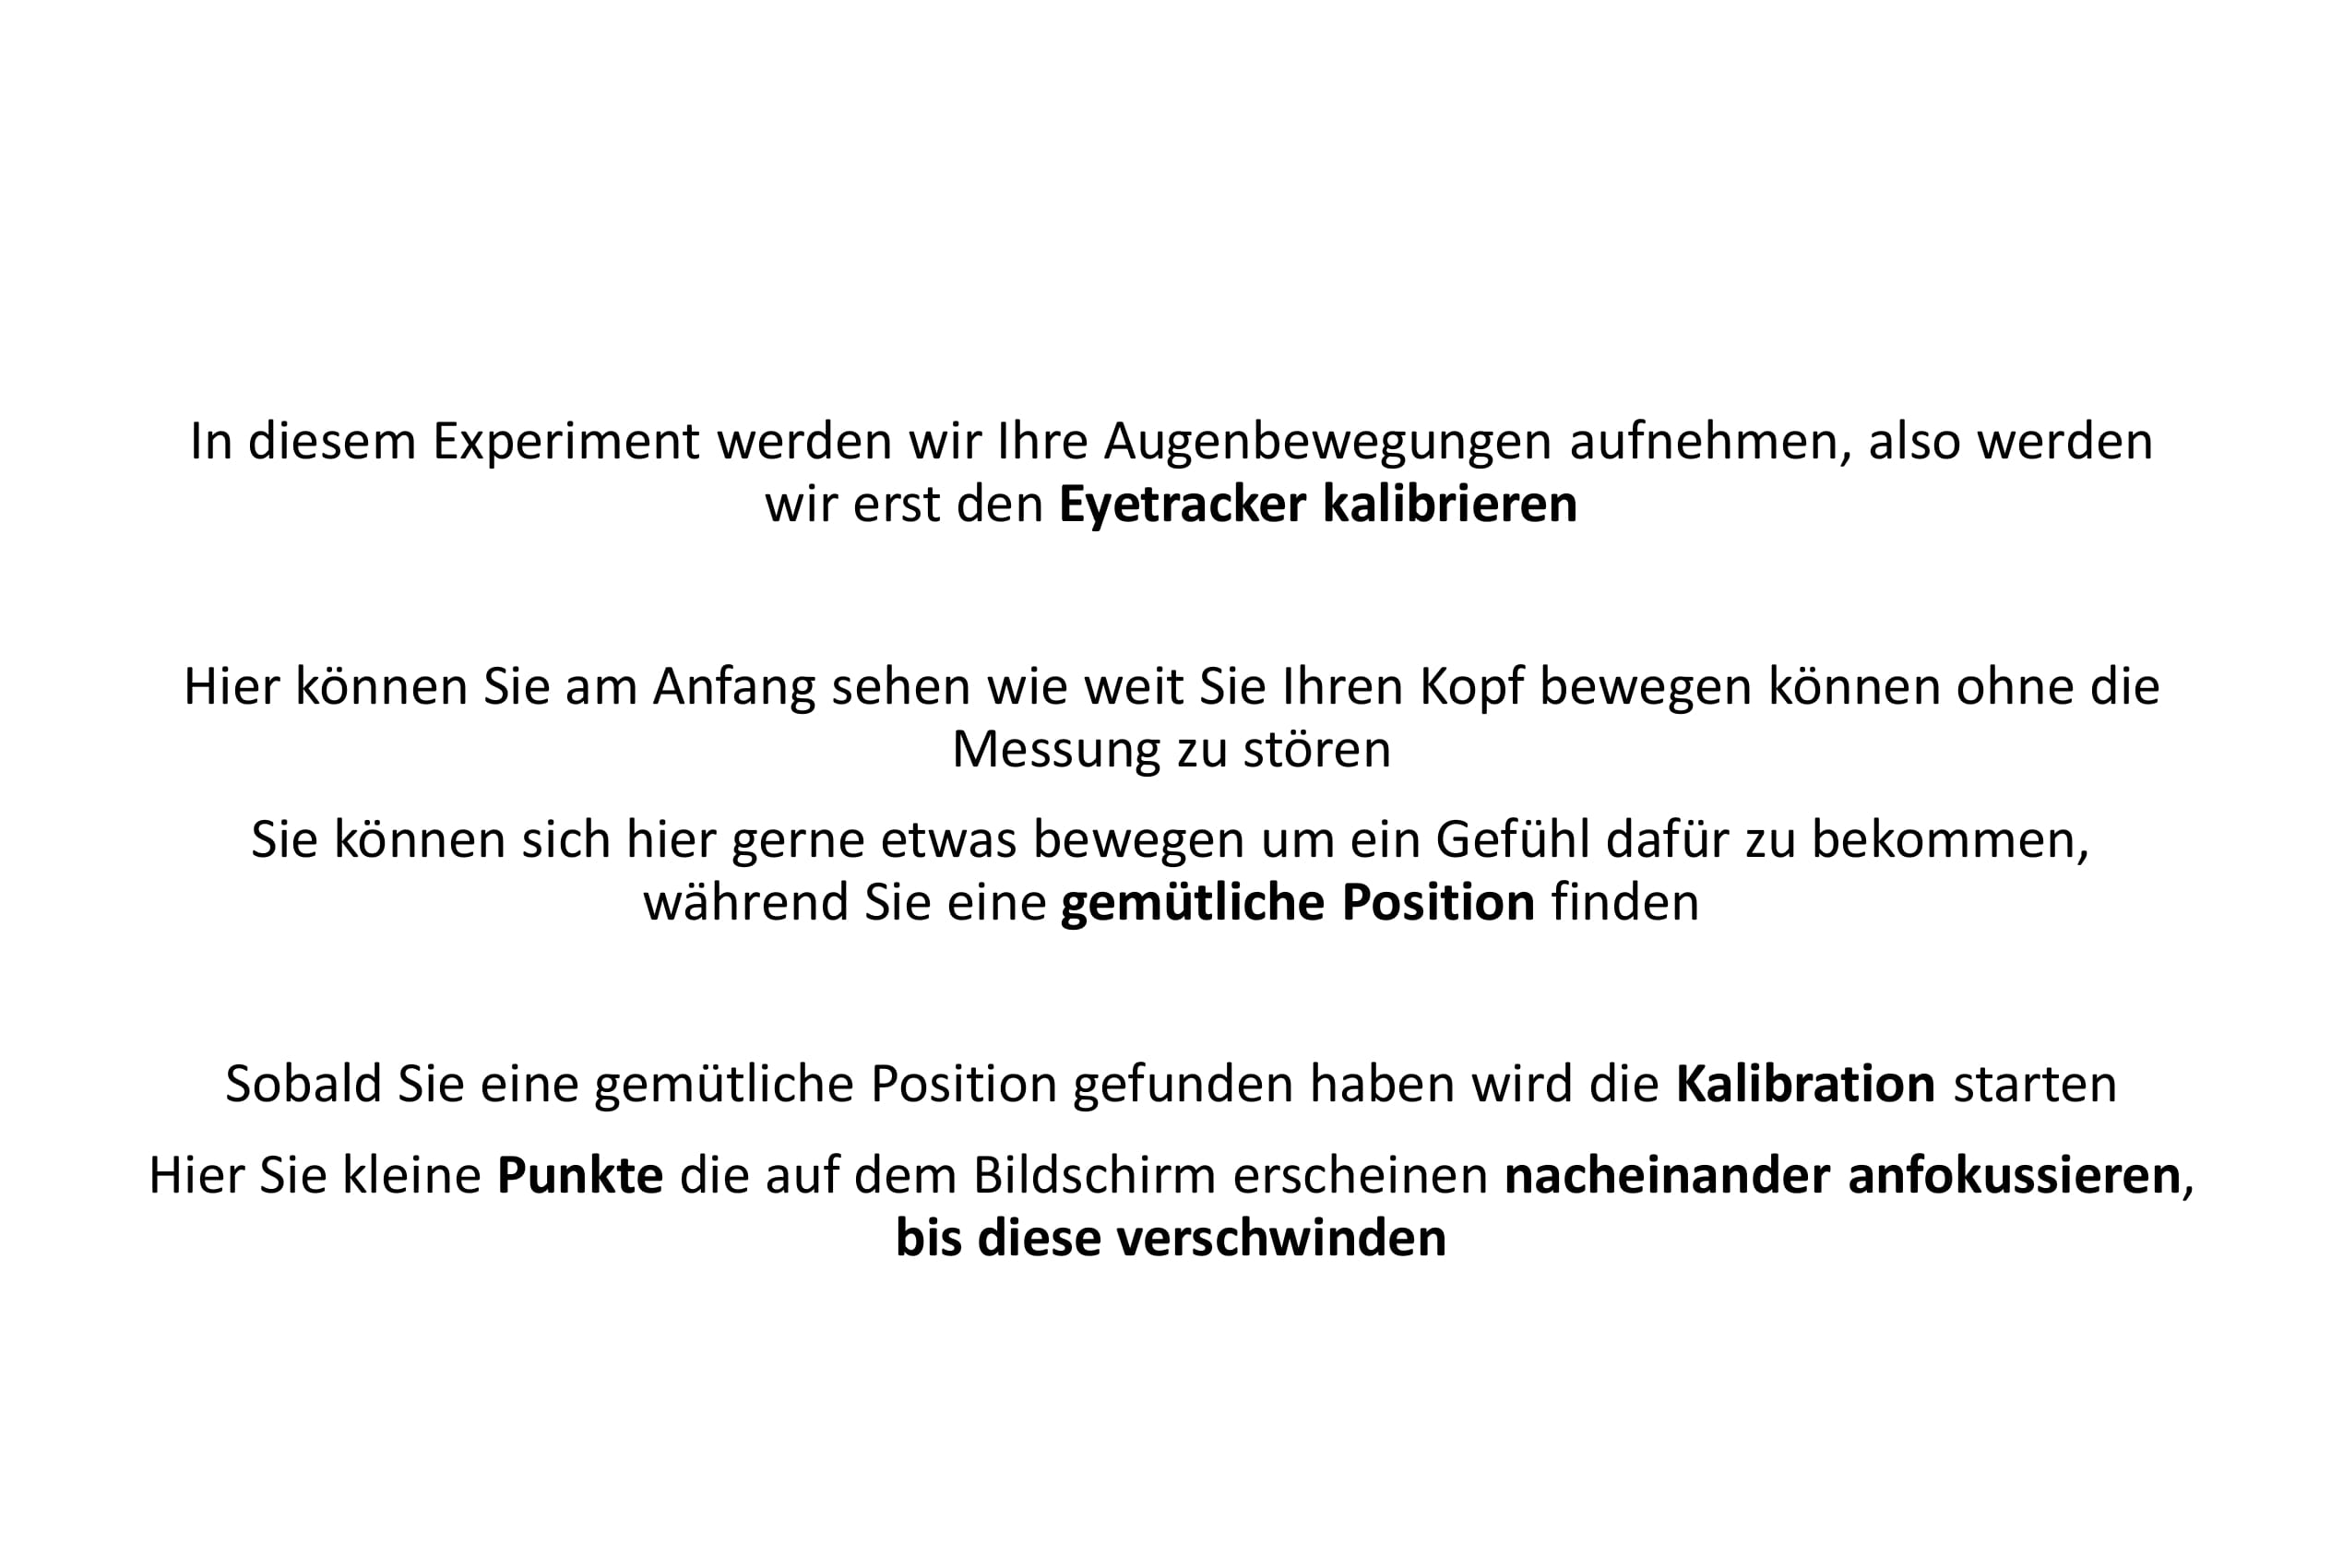 In diesem Experiment werden wir Ihre Augenbewegungen aufnehmen, also werden
wir erst den Eyetracker kalibrieren
Hier können Sie am Anfang sehen wie weit Sie Ihren Kopf bewegen können ohne die
Messung zu stören
Sie können sich hier gerne etwas bewegen um ein Gefühl dafür zu bekommen,
während Sie eine gemütliche Position finden
Sobald Sie eine gemütliche Position gefunden haben wird die Kalibration starten
Hier Sie kleine Punkte die auf dem Bildschirm erscheinen nacheinander anfokussieren,
bis diese verschwinden